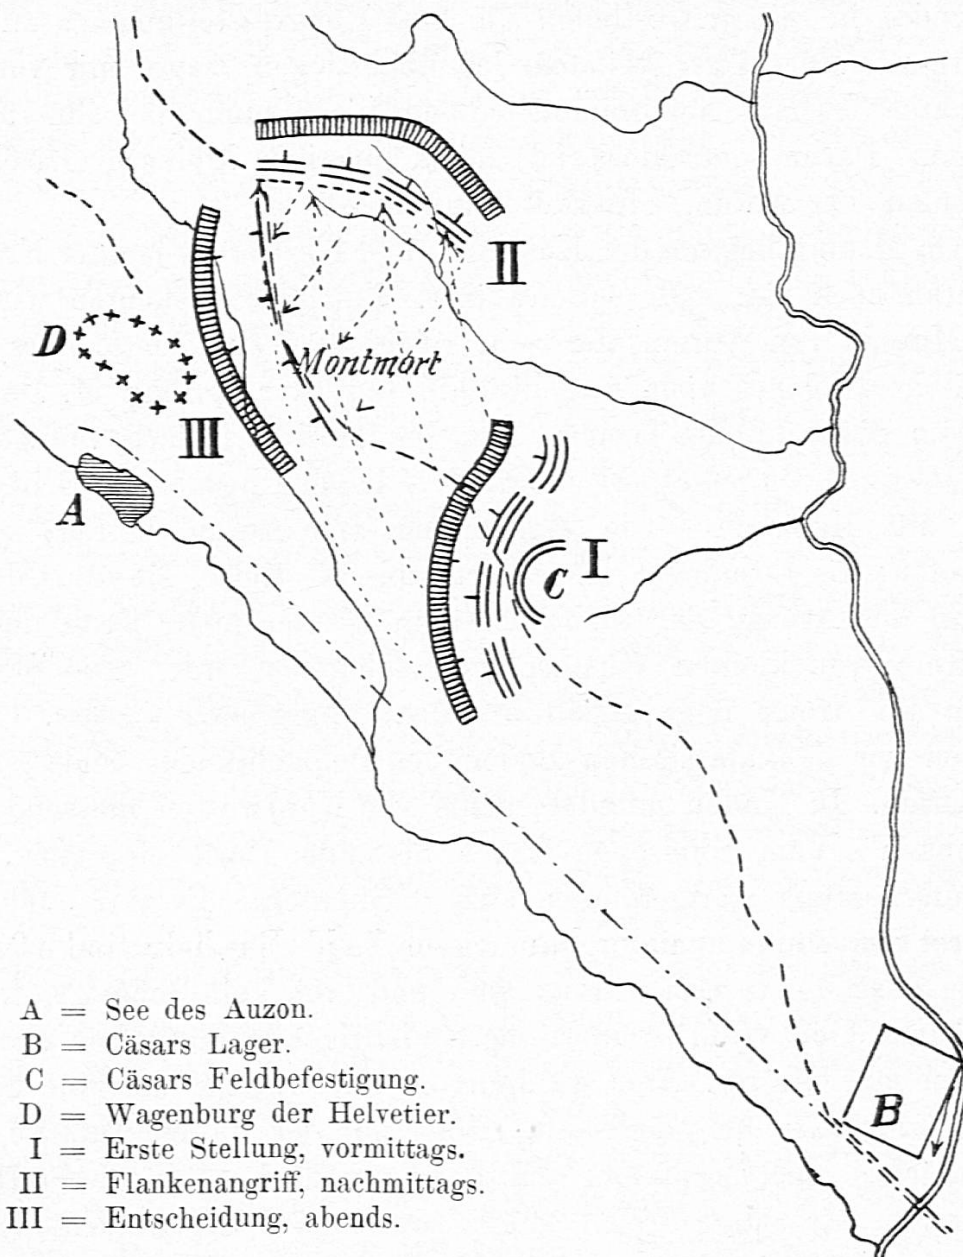 II
D
Montmort
III
A
I
C
B
A = See des Auzon.
B = Cäsars Lager.
C = Cäsars Feldbefestigung.
D = Wagenburg der Helvetier.
I = Erste Stellung, vormittags.
II = Flankenangriff, nachmittags.
III = Entscheidung, abends.